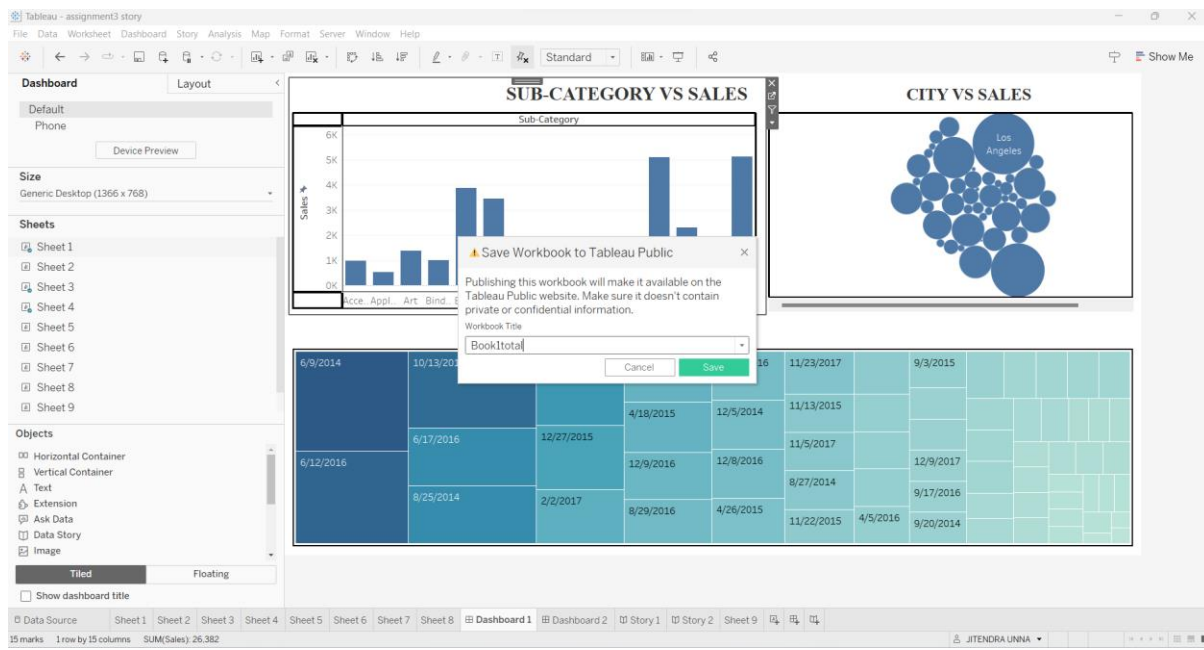 Tableau - assignment3 story
File Data Worksheet Dashboard Story Analysis Map Format Server Window Help
Standard
Show Me
Dashboard
Layout
Default
Phone
Device Preview
Size
Generic Desktop (1366 x 768)
Sheets
Sheet 1
Sheet 2
Sheet 3
Sheet 4
Sheet 5
Sheet 6
Sheet 7
Sheet 8
Sheet 9
Objects
Horizontal Container
Vertical Container
Text
Extension
Ask Data
Data Story
Image
Tiled
Floating
Show dashboard title
SUB-CATEGORY VS SALES
Sub-Category
Sales
6K
5K
4K
3K
2K
1K
0K
Acce.. Appl.. Art Bind..
CITY VS SALES
Los
Angeles
Save Workbook to Tableau Public
Publishing this workbook will make it available on the
Tableau Public website. Make sure it doesn't contain
private or confidential information.
Workbook Title
Book1total
Cancel
Save
6/9/2014
6/12/2016
6/17/2016
8/25/2014
12/27/2015
2/2/2017
4/18/2015
12/9/2016
8/29/2016
12/5/2014
12/8/2016
4/26/2015
11/23/2017
11/13/2015
11/5/2017
8/27/2014
11/22/2015
4/5/2016
9/3/2015
12/9/2017
9/17/2016
9/20/2014
Data Source Sheet 1 Sheet 2 Sheet 3 Sheet 4 Sheet 5 Sheet 6 Sheet 7 Sheet 8 Dashboard 1 Dashboard 2 Story 1 Story 2 Sheet 9
15 marks 1 row by 15 columns SUM(Sales): 26,382
JITENDRA UNNA